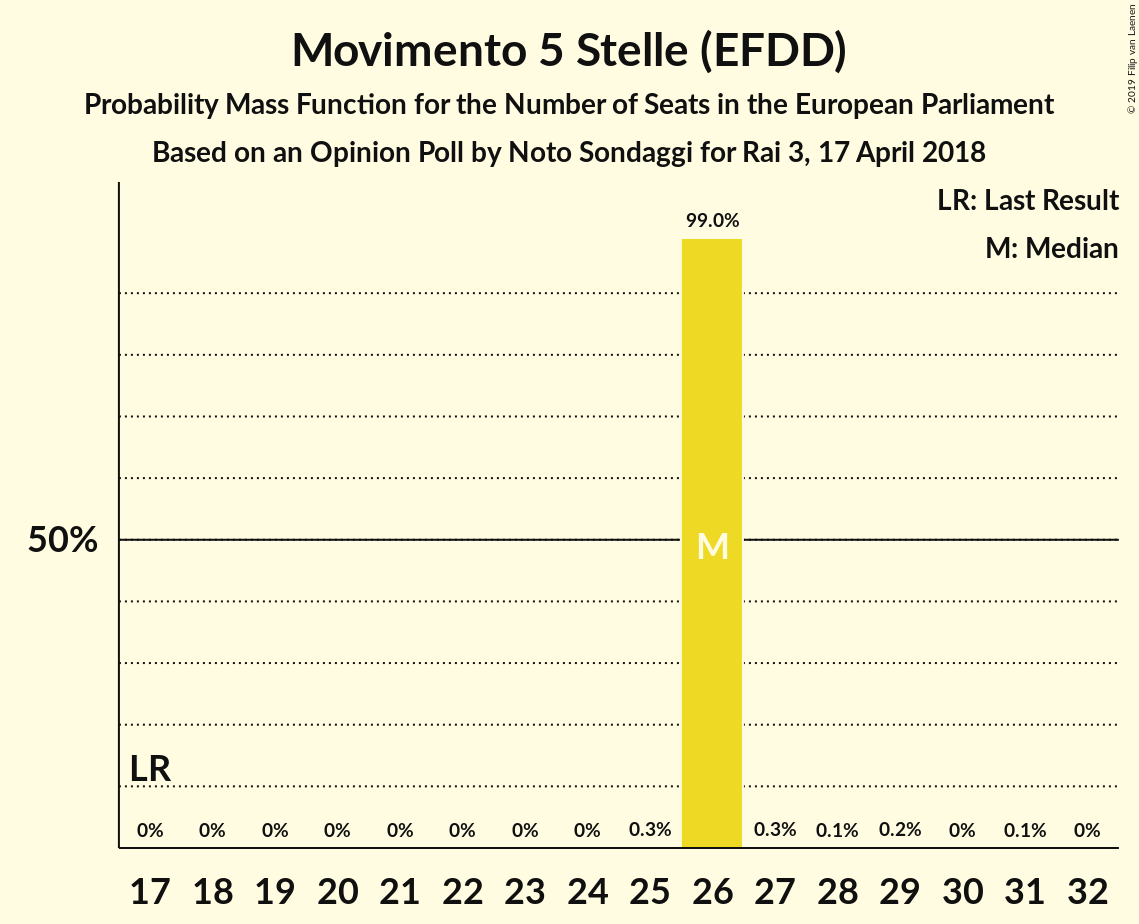 Movimento 5 Stelle (EFDD)
Probability Mass Function for the Number of Seats in the European Parliament
Based on an Opinion Poll by Noto Sondaggi for Rai 3, 17 April 2018
© 2019 Filip van Laenen
LR: Last Result
M: Median
99.0%
50%
M
LR
0% 0% 0% 0% 0% 0% 0% 0% 0.3% 0.3% 0.1% 0.2% 0% 0.1% 0%
17 18 19 20 21 22 23 24 25 26 27 28 29 30 31 32